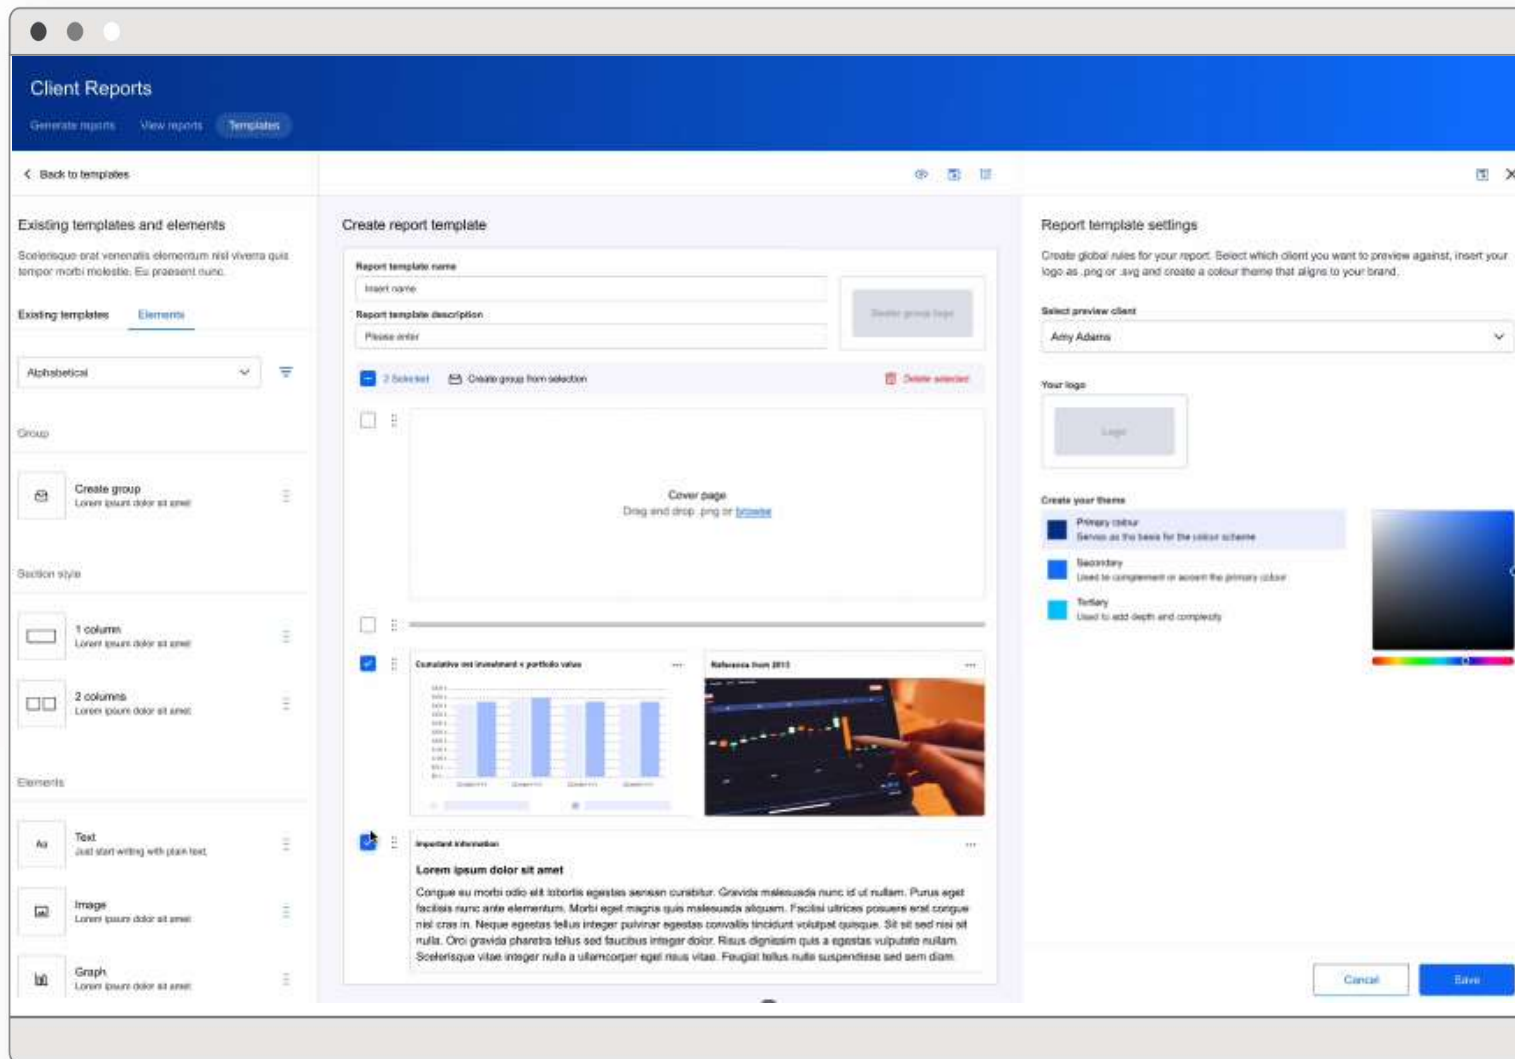 Client Reports
Generate reports
View reports
Templates
Back to templates
Existing templates and elements
Scelerisque erat venenatis elementum nisl viverra quis
tempor morbi molestie. Eu praesent nunc.
Existing templates
Elements
Alphabetical
Group
Create group
Lorem ipsum dolor sit amet
Section style
1 column
Lorem ipsum dolor sit amet
2 columns
Lorem ipsum dolor sit amet
Elements
Aa
Text
Just start writing with plain text.
Image
Lorem ipsum dolor sit amet
Graph
Lorem ipsum dolor sit amet
Create report template
Report template name
Insert name
Report template description
Please enter
Dealer group logo
2 Selected
Create group from selection
Delete selected
Cover page
Drag and drop .png or browse
Cumulative net investment v portfolio value
Reference from 2013
Important information
Lorem ipsum dolor sit amet
Congue eu morbi odio elit lobortis egestas aenean curabitur. Gravida malesuada nunc id ut nullam. Purus eget
facilisis nunc ante elementum. Morbi eget magna quis malesuada aliquam. Facilisi ultrices posuere erat congue
nisl cras in. Neque egestas tellus integer pulvinar egestas convallis tincidunt volutpat quisque. Sit sit sed nisi sit
nulla. Orci gravida pharetra tellus sed faucibus integer dolor. Risus dignissim quis a egestas vulputate nullam.
Scelerisque vitae integer nulla a ullamcorper eget risus vitae. Feugiat tellus nulla suspendisse sed sem diam.
Report template settings
Create global rules for your report. Select which client you want to preview against, insert your
logo as .png or .svg and create a colour theme that aligns to your brand.
Select preview client
Amy Adams
Your logo
Logo
Create your theme
Primary colour
Serves as the basis for the colour scheme
Secondary
Used to complement or accent the primary colour
Tertiary
Used to add depth and complexity
Cancel
Save